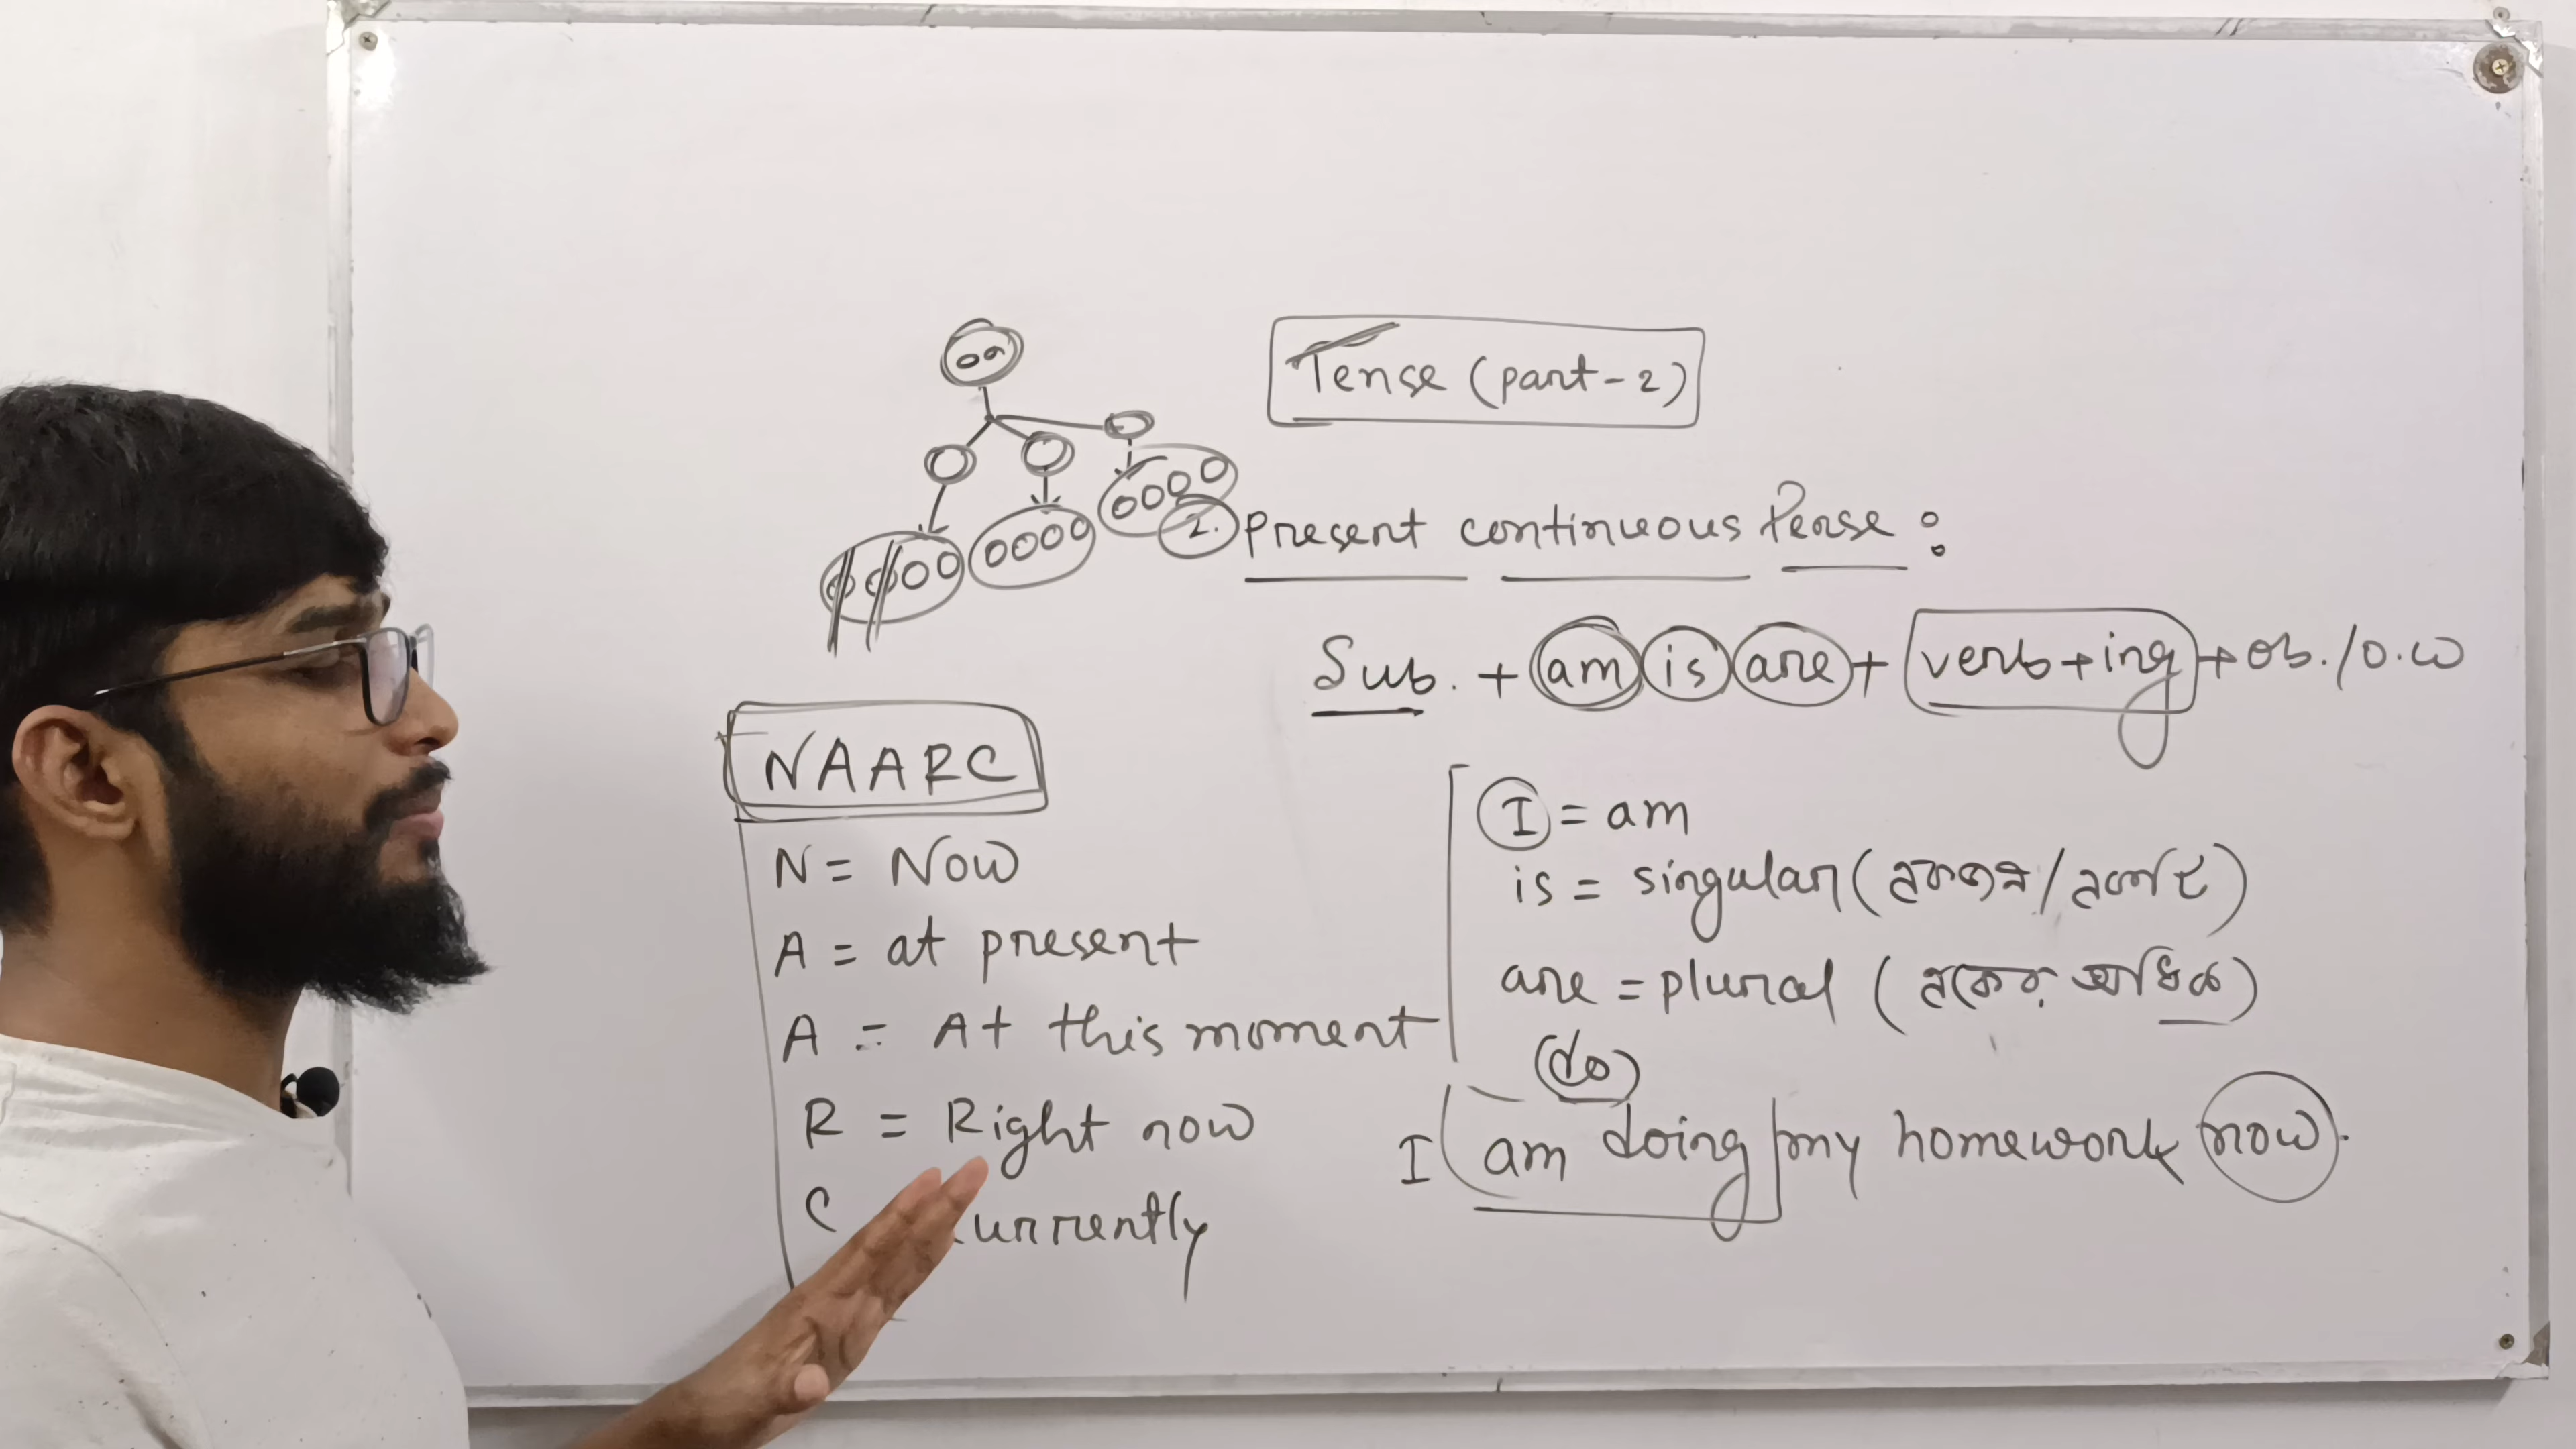 Tense (part-2)
2. Present continuous Tense :
Sub. + am is are + verb+ing + ob./o.w
NAARC
N = Now
A = at present
A = At this moment
R = Right now
C urrently
I = am
is = singular (একজন/একটি)
are = plural (একের অধিক)
(do)
I am doing my homework now.